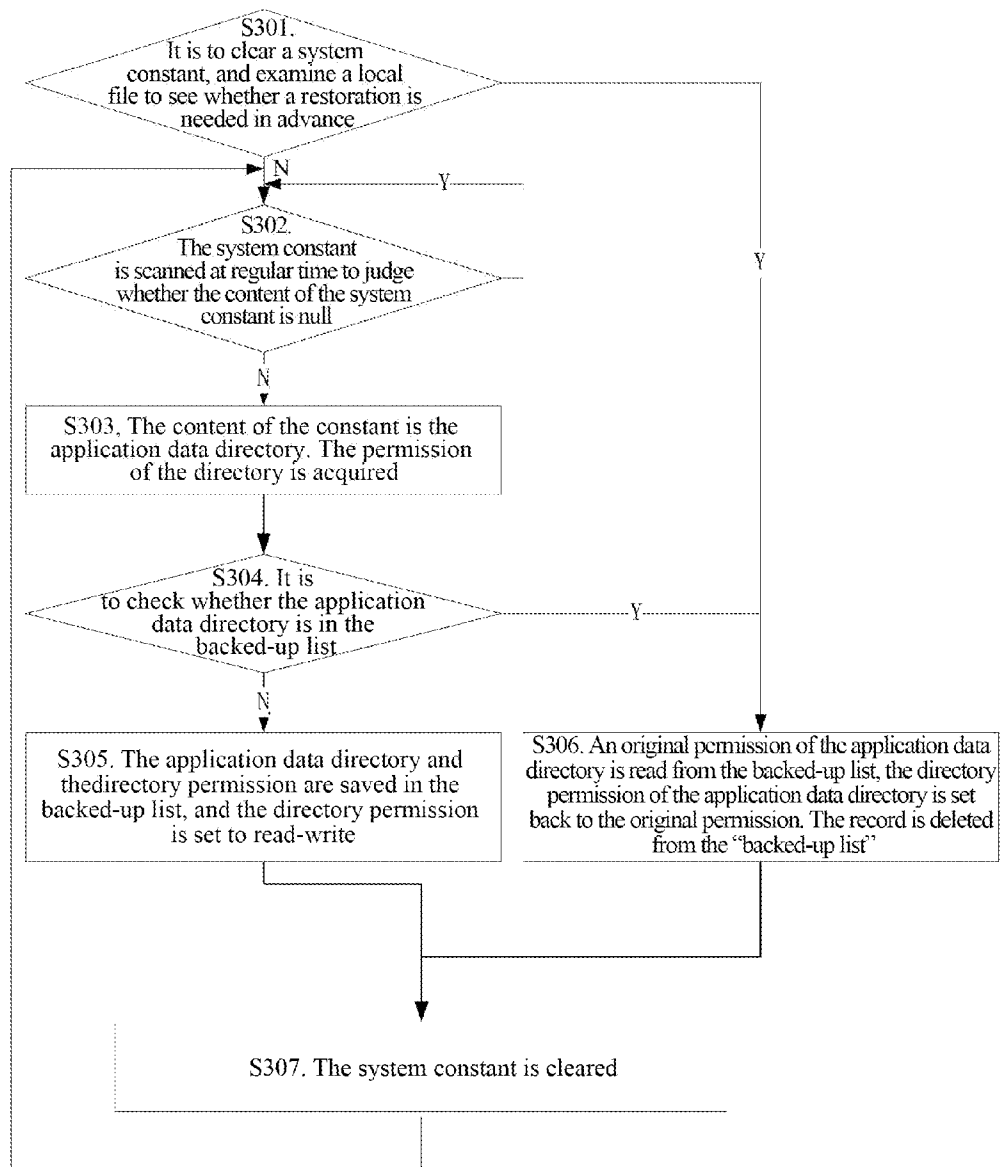 S301.
It is to clear a system
constant, and examine a local
file to see whether a restoration is
needed in advance
N
Y
S302.
The system constant
is scanned at regular time to judge
whether the content of the system
constant is null
Y
N
S303, The content of the constant is the
application data directory. The permission
of the directory is acquired
S304. It is
to check whether the application
data directory is in the
backed-up list
Y
N
S305. The application data directory and
thedirectory permission are saved in the
backed-up list, and the directory permission
is set to read-write
S306. An original permission of the application data
directory is read from the backed-up list, the directory
permission of the application data directory is set
back to the original permission. The record is deleted
from the “backed-up list”
S307. The system constant is cleared